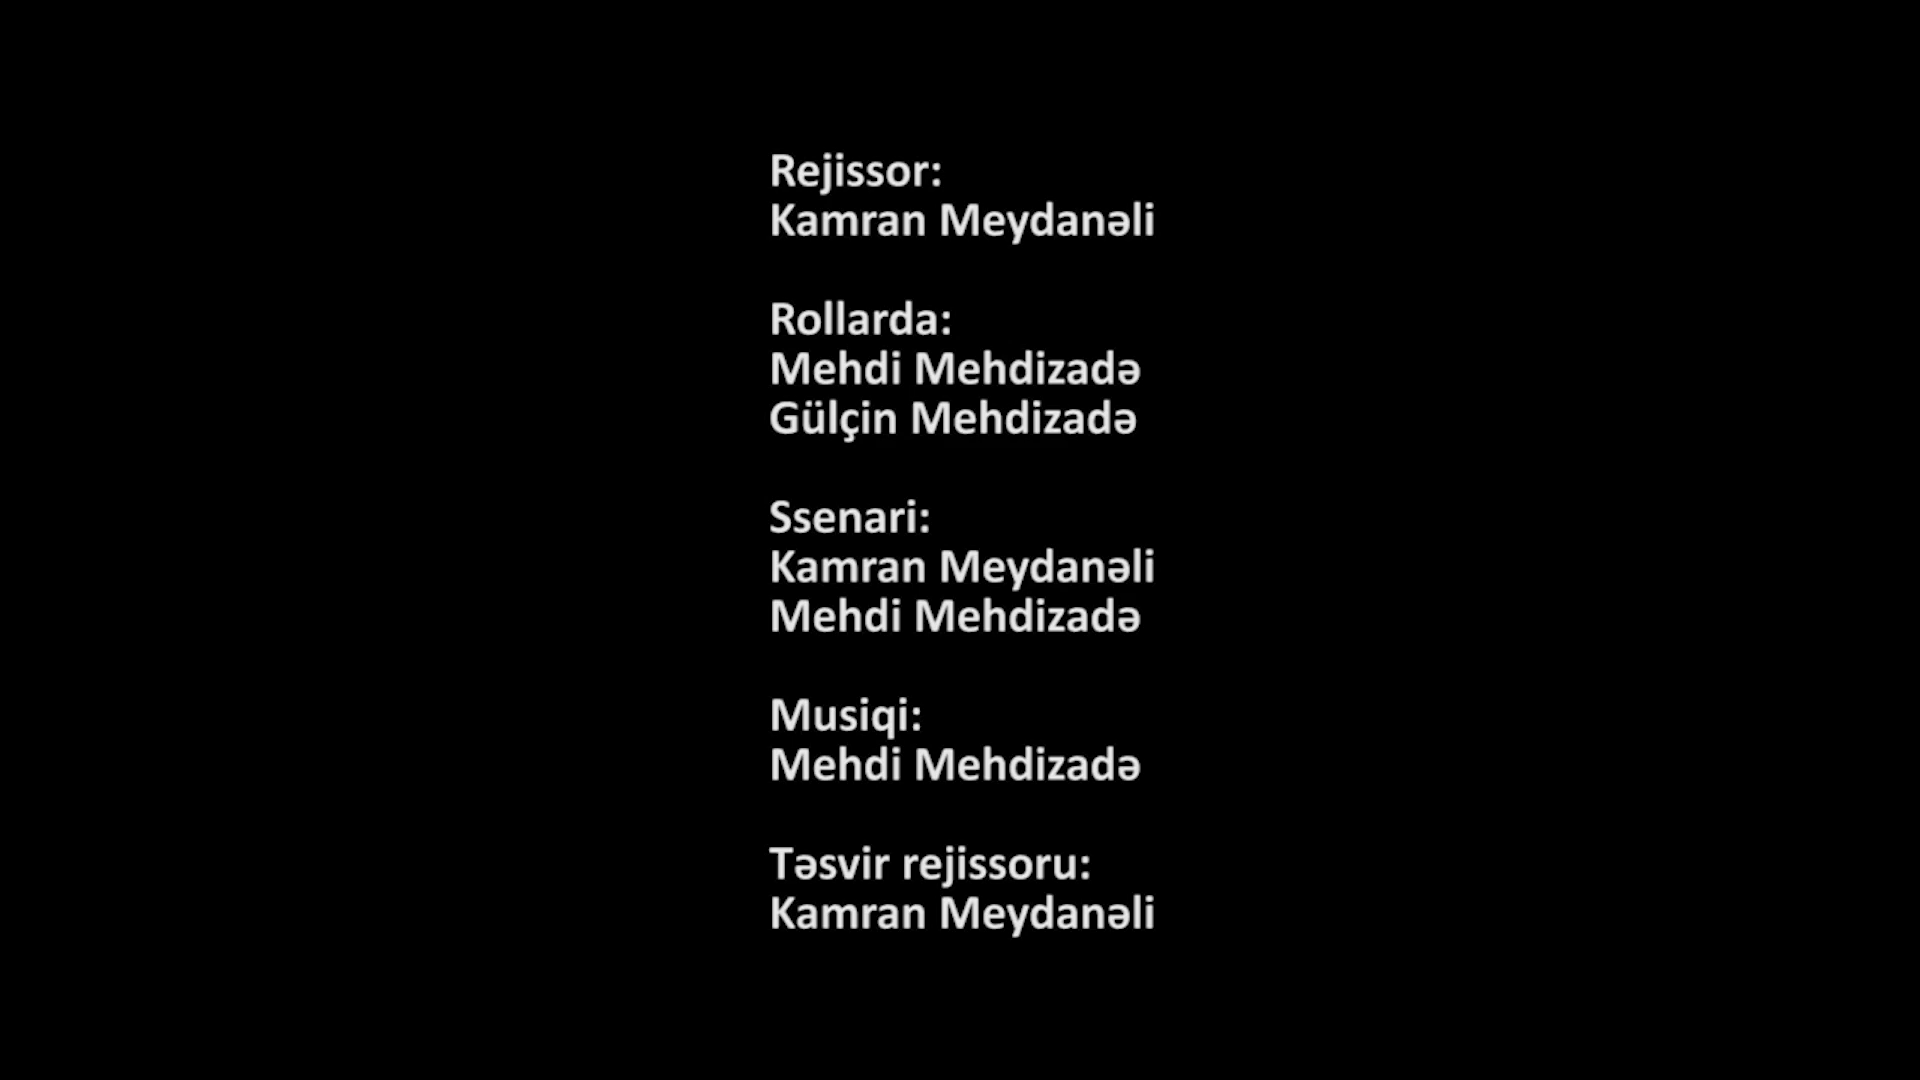 Rejissor:
Kamran Meydanəli
Rollarda:
Mehdi Mehdizadə
Gülçin Mehdizadə
Ssenari:
Kamran Meydanəli
Mehdi Mehdizadə
Musiqi:
Mehdi Mehdizadə
Təsvir rejissoru:
Kamran Meydanəli